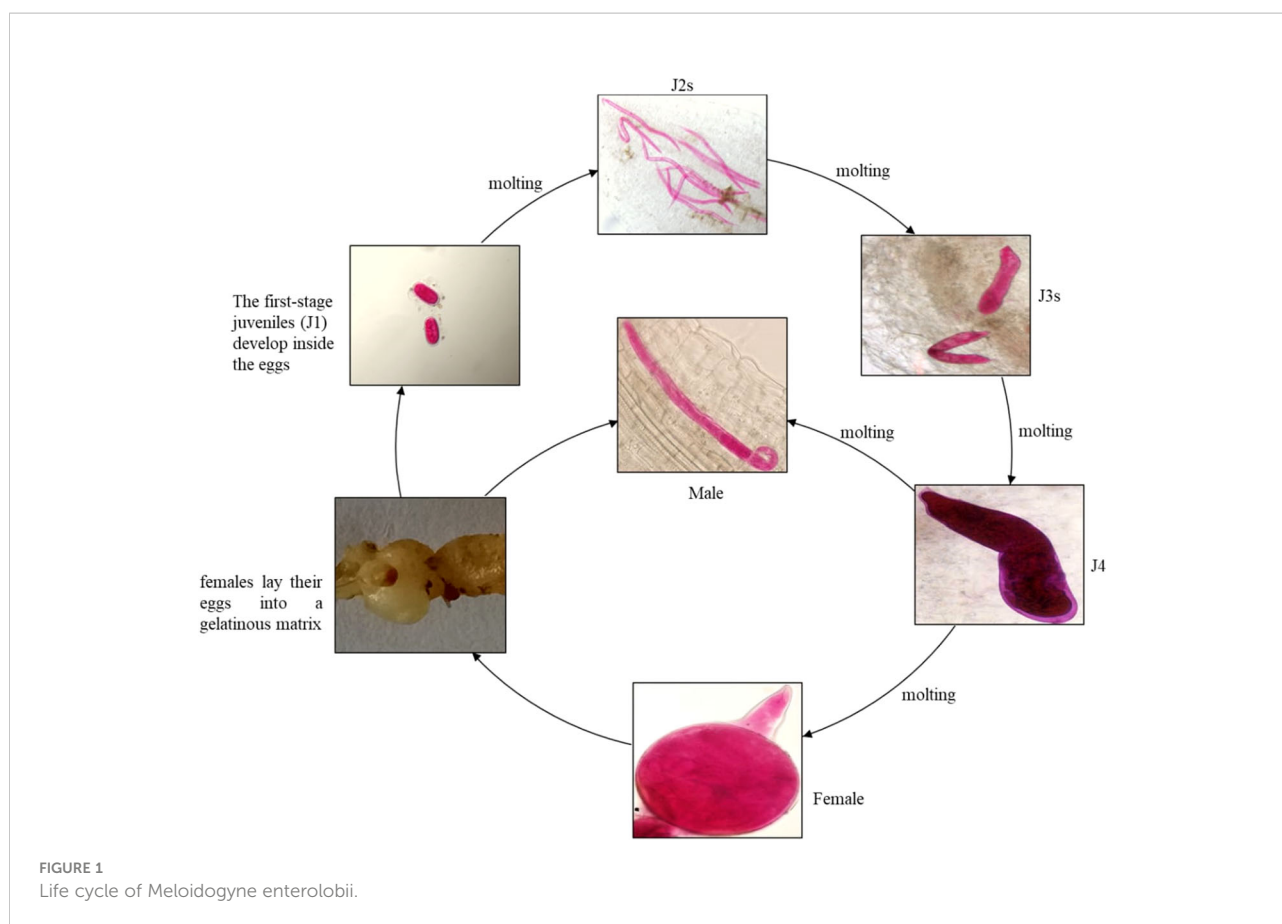 J2s
molting
molting
The first-stage
juveniles (J1)
develop inside
the eggs
J3s
molting
molting
Male
J4
females lay their
eggs into a
gelatinous matrix
molting
Female
FIGURE 1
Life cycle of Meloidogyne enterolobii.